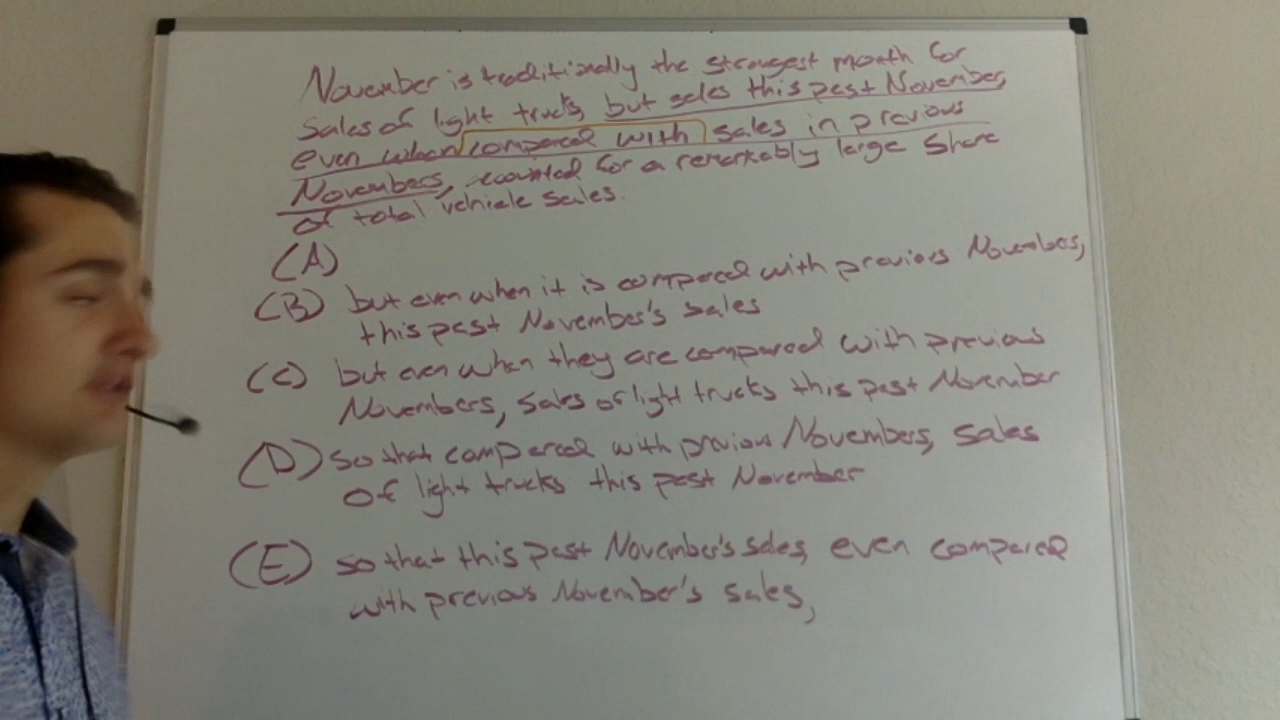 November is traditionally the strongest month for
sales of light trucks, but sales this past November,
even when compared with sales in previous
Novembers, accounted for a remarkably large share
of total vehicle sales.
(A)
(B) but even when it is compared with previous Novembers,
this past November's sales
(C) but even when they are compared with previous
Novembers, sales of light trucks this past November
(D) so that compared with previous Novembers, sales
of light trucks this past November
(E) so that this past November's sales, even compared
with previous November's sales,